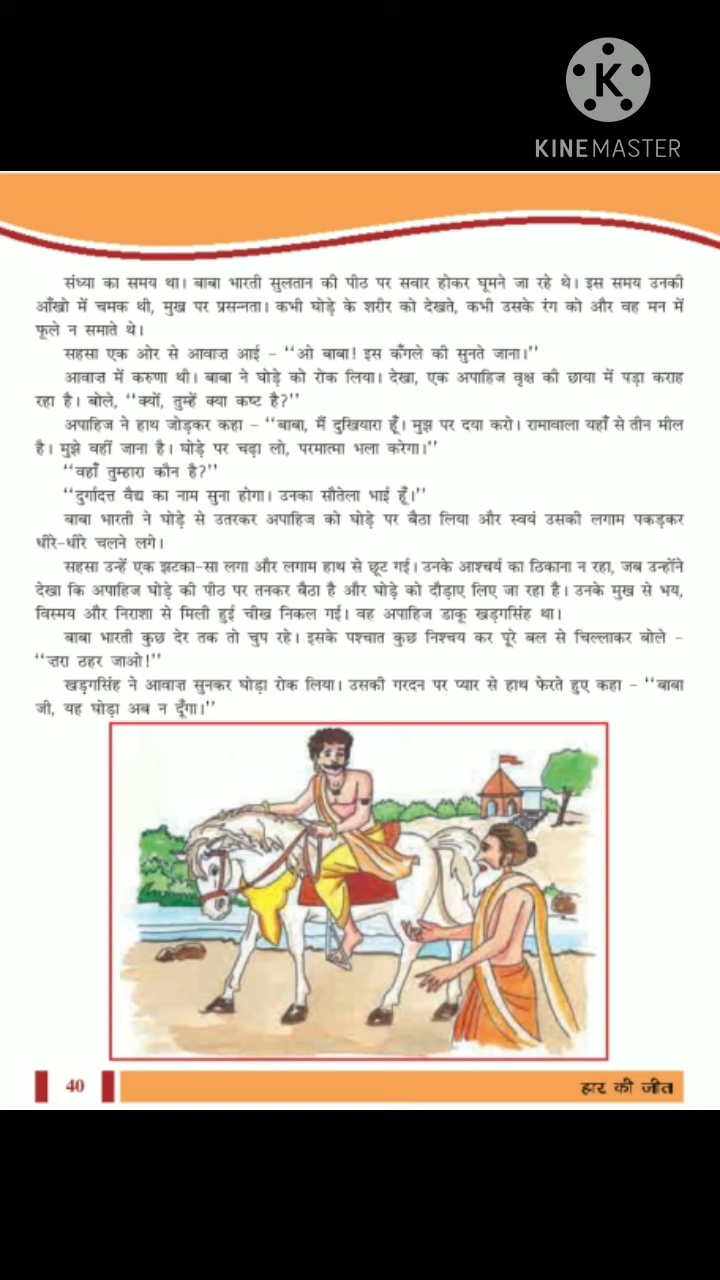 KINEMASTER
संध्या का समय था। बाबा भारती सुलतान की पीठ पर सवार होकर घूमने जा रहे थे। इस समय उनकी
आँखो में चमक थी, मुख पर प्रसन्नता। कभी घोड़े के शरीर को देखते, कभी उसके रंग को और वह मन में
फूले न समाते थे।
सहसा एक ओर से आवाज़ आई – ‘‘ओ बाबा! इस कँगले की सुनते जाना।’’
आवाज़ में करुणा थी। बाबा ने घोड़े को रोक लिया। देखा, एक अपाहिज वृक्ष की छाया में पड़ा कराह
रहा है। बोले, ‘‘क्यों, तुम्हें क्या कष्ट है?’’
अपाहिज ने हाथ जोड़कर कहा – ‘‘बाबा, मैं दुखियारा हूँ। मुझ पर दया करो। रामावाला यहाँ से तीन मील
है। मुझे वहीं जाना है। घोड़े पर चढ़ा लो, परमात्मा भला करेगा।’’
‘‘वहाँ तुम्हारा कौन है?’’
‘‘दुर्गादत्त वैद्य का नाम सुना होगा। उनका सौतेला भाई हूँ।’’
बाबा भारती ने घोड़े से उतरकर अपाहिज को घोड़े पर बैठा लिया और स्वयं उसकी लगाम पकड़कर
धीरे-धीरे चलने लगे।
सहसा उन्हें एक झटका-सा लगा और लगाम हाथ से छूट गई। उनके आश्चर्य का ठिकाना न रहा, जब उन्होंने
देखा कि अपाहिज घोड़े की पीठ पर तनकर बैठा है और घोड़े को दौड़ाए लिए जा रहा है। उनके मुख से भय,
विस्मय और निराशा से मिली हुई चीख निकल गई। वह अपाहिज डाकू खड़गसिंह था।
बाबा भारती कुछ देर तक तो चुप रहे। इसके पश्चात कुछ निश्चय कर पूरे बल से चिल्लाकर बोले –
‘‘ज़रा ठहर जाओ!’’
खड़गसिंह ने आवाज़ सुनकर घोड़ा रोक लिया। उसकी गरदन पर प्यार से हाथ फेरते हुए कहा – ‘‘बाबा
जी, यह घोड़ा अब न दूँगा।’’
40
हार की जीत